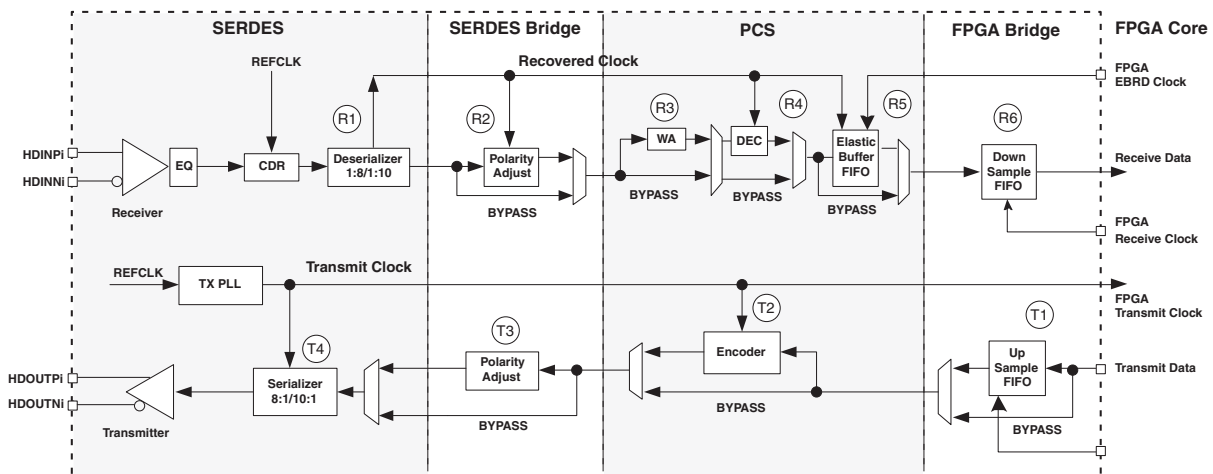 SERDES
SERDES Bridge
PCS
FPGA Bridge
FPGA Core
REFCLK
Recovered Clock
FPGA
EBRD Clock
R1
R2
R3
R4
R5
R6
HDINPi
HDINNi
EQ
CDR
Deserializer
1:8/1:10
Polarity
Adjust
WA
DEC
Elastic
Buffer
FIFO
Down
Sample
FIFO
Receive Data
Receiver
BYPASS
BYPASS
BYPASS
BYPASS
FPGA
Receive Clock
REFCLK
TX PLL
Transmit Clock
FPGA
Transmit Clock
T4
T3
T2
T1
HDOUTPi
HDOUTNi
Transmitter
Serializer
8:1/10:1
Polarity
Adjust
Encoder
Up
Sample
FIFO
Transmit Data
BYPASS
BYPASS
BYPASS